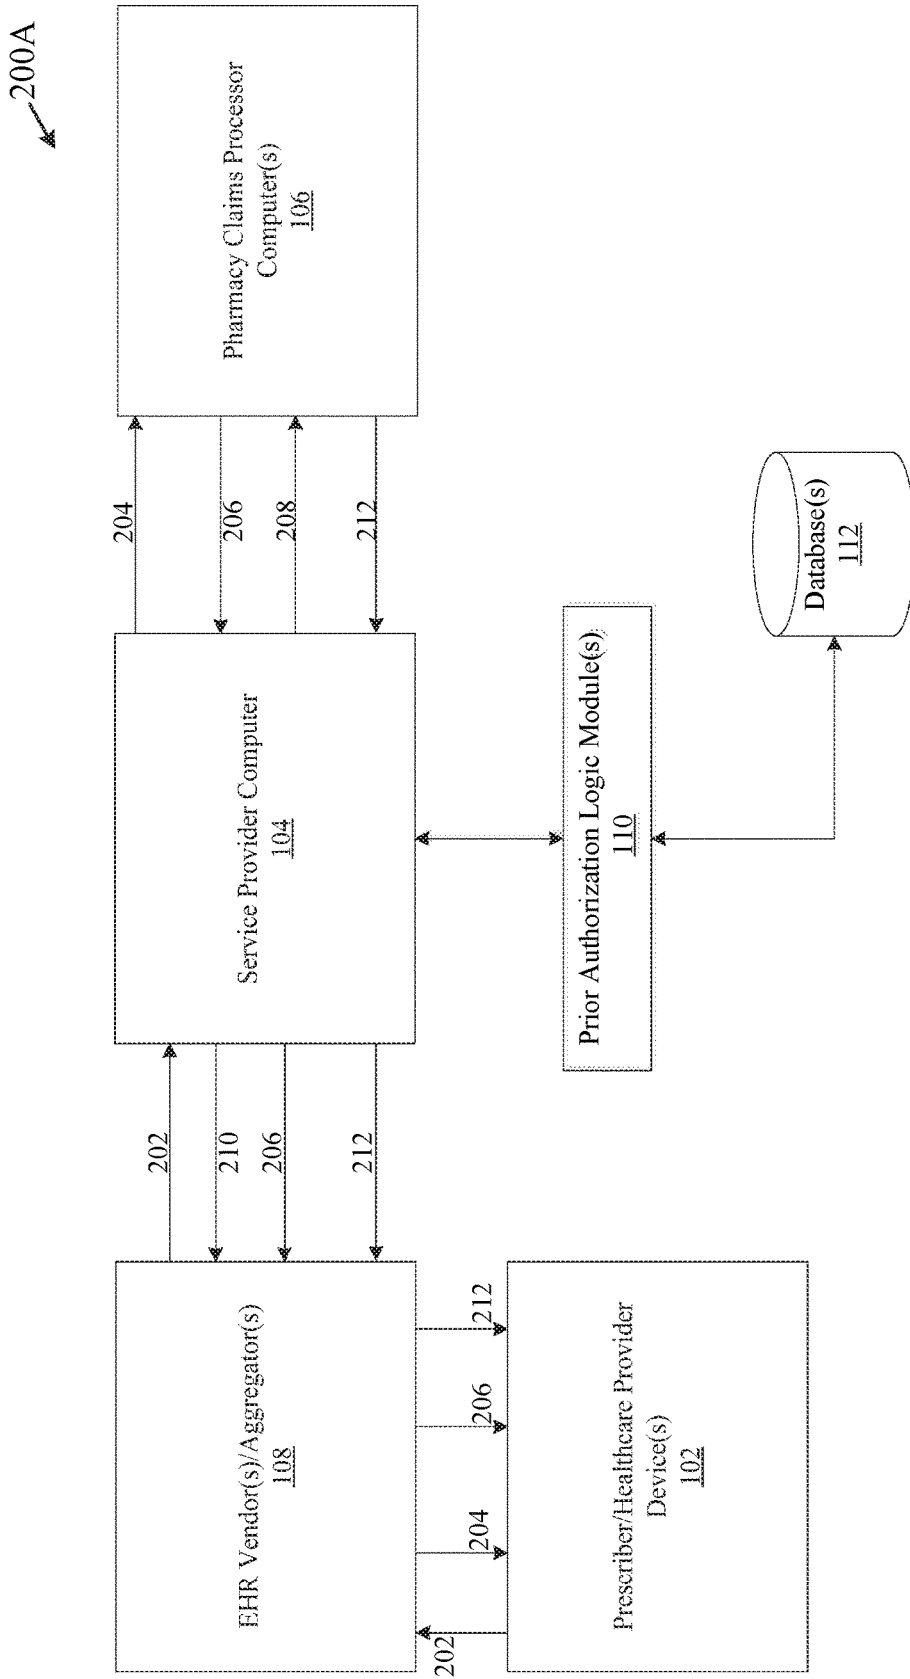 200A
EHR Vendor(s)/Aggregator(s)
108
202
210
206
212
Service Provider Computer
104
204
206
208
212
Pharmacy Claims Processor
Computer(s)
106
202
204
206
212
Prescriber/Healthcare Provider
Device(s)
102
Prior Authorization Logic Module(s)
110
Database(s)
112